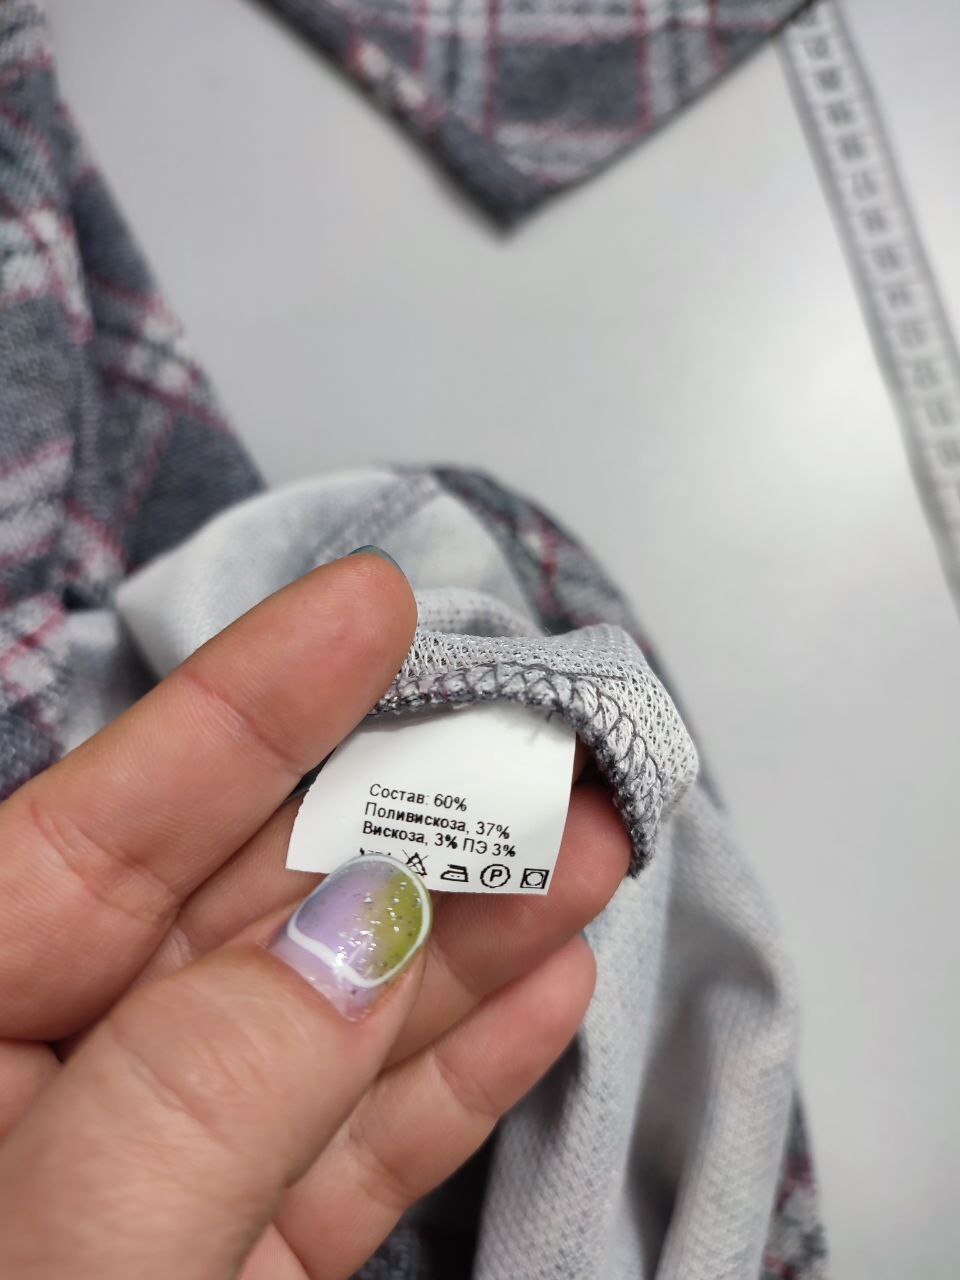 Состав: 60%
Поливискоза, 37%
Вискоза, 3% ПЭ 3%
P